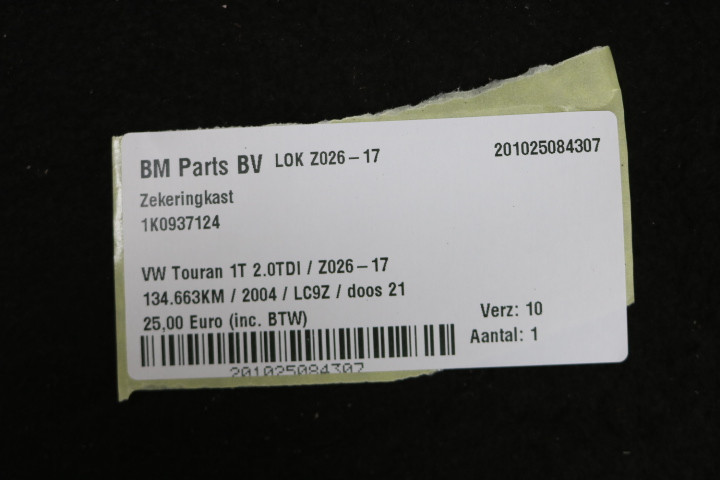 BM Parts BV LOK Z026-17 201025084307
Zekeringkast
1K0937124
VW Touran 1T 2.0TDI / Z026-17
134.663KM / 2004 / LC9Z / doos 21
25,00 Euro (inc. BTW) Verz: 10
Aantal: 1
201025084307